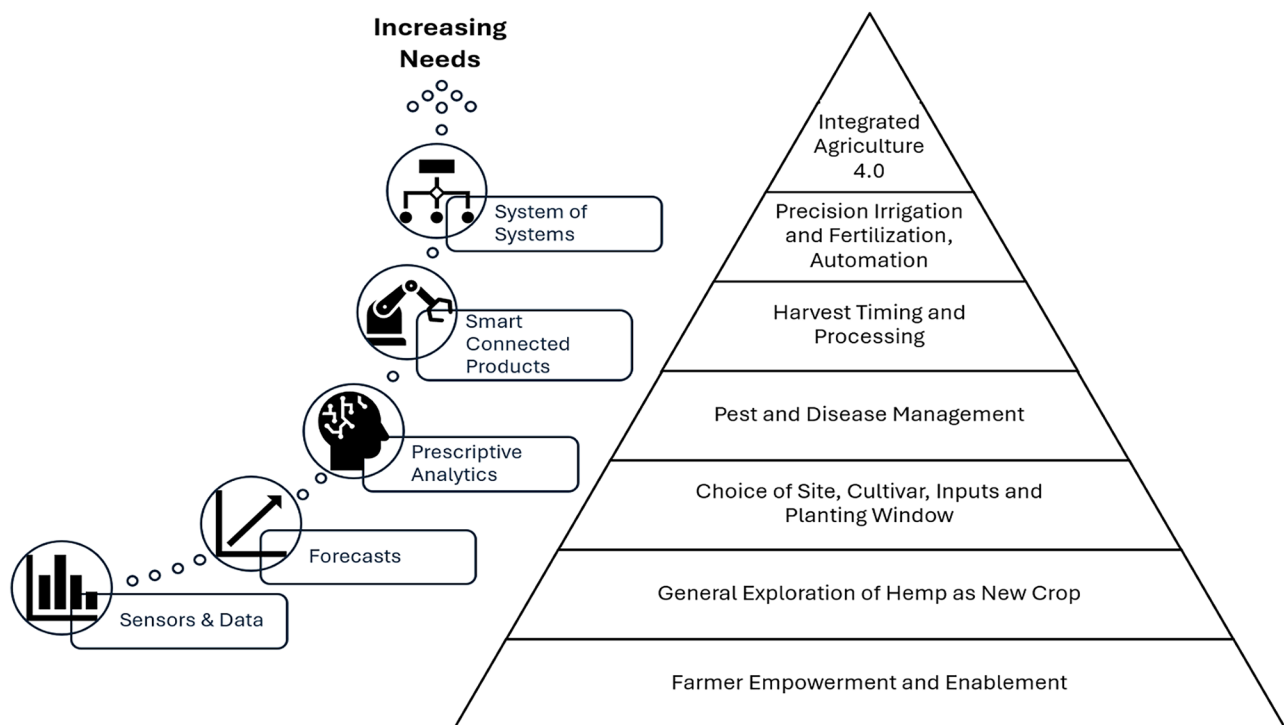 Increasing
Needs
System of
Systems
Smart
Connected
Products
Prescriptive
Analytics
Forecasts
Sensors & Data
Integrated
Agriculture
4.0
Precision Irrigation
and Fertilization,
Automation
Harvest Timing and
Processing
Pest and Disease Management
Choice of Site, Cultivar, Inputs and
Planting Window
General Exploration of Hemp as New Crop
Farmer Empowerment and Enablement